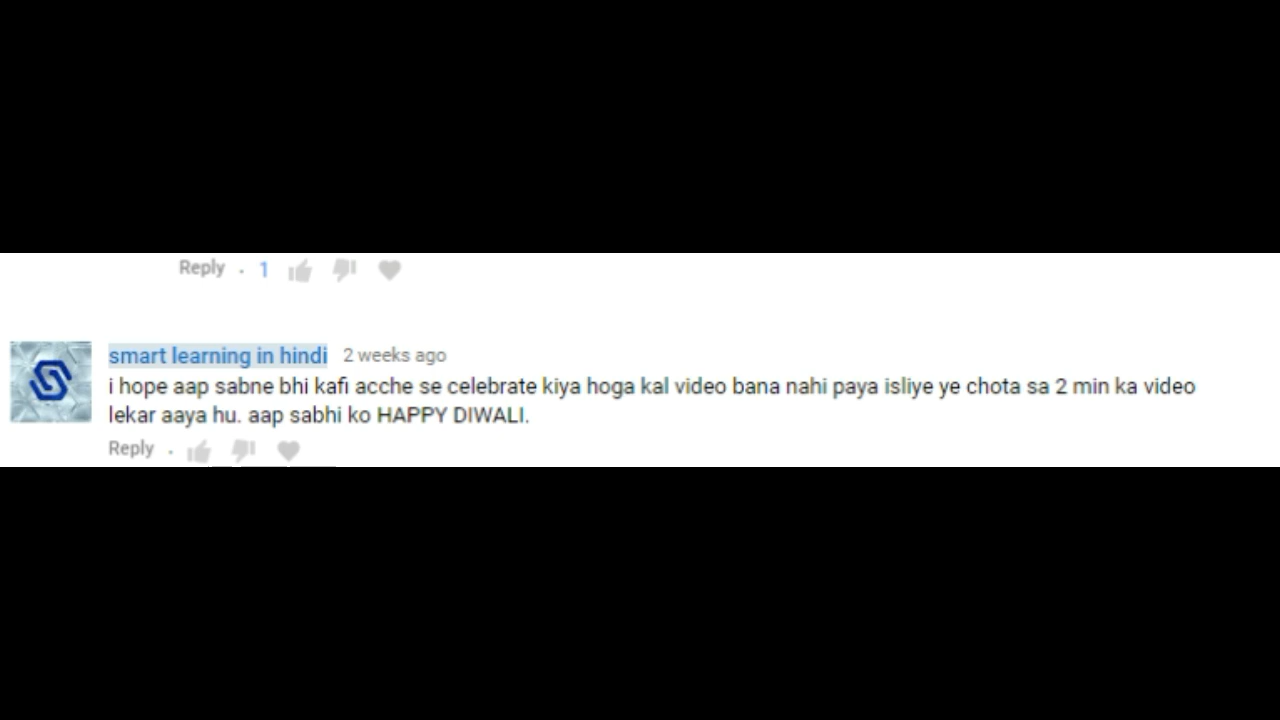 Reply . 1
smart learning in hindi 2 weeks ago
i hope aap sabne bhi kafi acche se celebrate kiya hoga kal video bana nahi paya isliye ye chota sa 2 min ka video
lekar aaya hu. aap sabhi ko HAPPY DIWALI.
Reply .